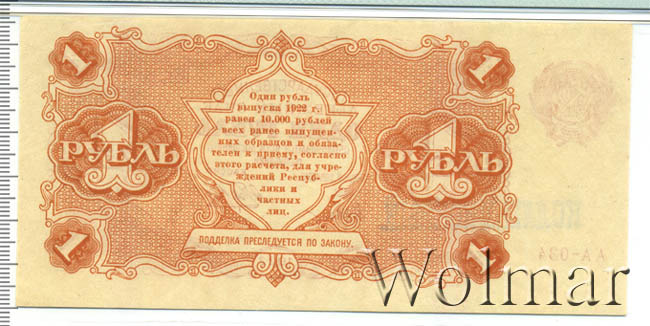 1 1
Один рубль
выпуска 1922 г.
равен 10.000 рублей
всех ранее выпущен-
ных образцов и обяза-
телен к приему, согласно
этого расчета, для учре-
ждений Респуб-
лики и
частных
лиц.
1 РУБЛЬ 1 РУБЛЬ
ПОДДЕЛКА ПРЕСЛЕДУЕТСЯ ПО ЗАКОНУ.
1 1
АА-034
Wolmar